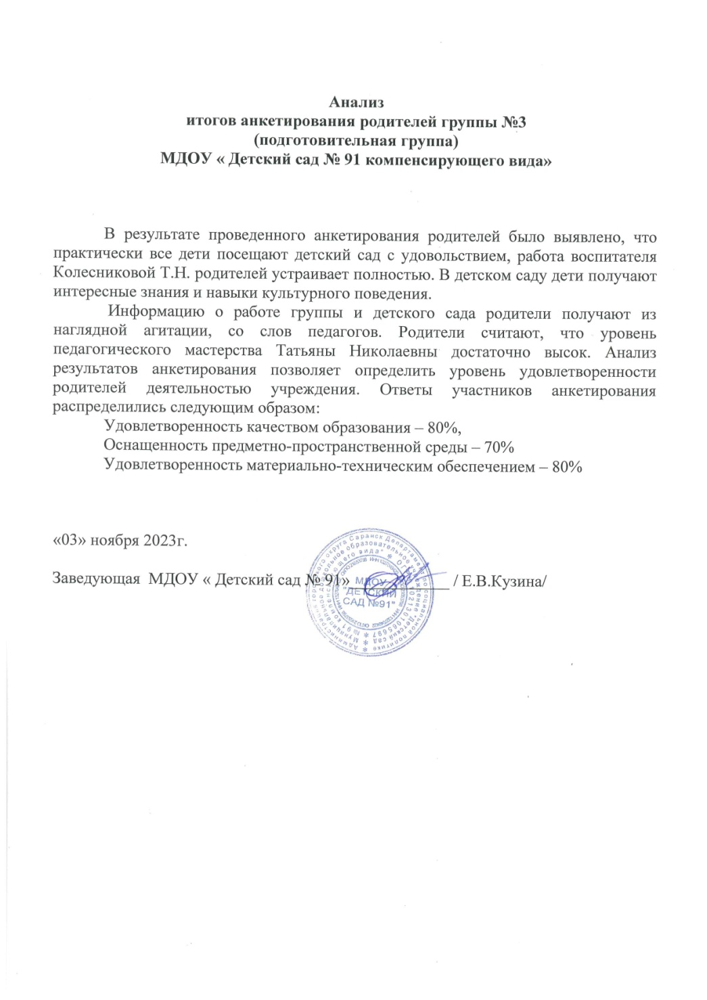 Анализ
итогов анкетирования родителей группы №3
(подготовительная группа)
МДОУ « Детский сад № 91 компенсирующего вида»
В результате проведенного анкетирования родителей было выявлено, что
практически все дети посещают детский сад с удовольствием, работа воспитателя
Колесниковой Т.Н. родителей устраивает полностью. В детском саду дети получают
интересные знания и навыки культурного поведения.
Информацию о работе группы и детского сада родители получают из
наглядной агитации, со слов педагогов. Родители считают, что уровень
педагогического мастерства Татьяны Николаевны достаточно высок. Анализ
результатов анкетирования позволяет определить уровень удовлетворенности
родителей деятельностью учреждения. Ответы участников анкетирования
распределились следующим образом:
Удовлетворенность качеством образования – 80%,
Оснащенность предметно-пространственной среды – 70%
Удовлетворенность материально-техническим обеспечением – 80%
«03» ноября 2023г.
Заведующая МДОУ « Детский сад № 91»____________ / Е.В.Кузина/
МДОУ
"ДЕТСКИЙ
САД №91"